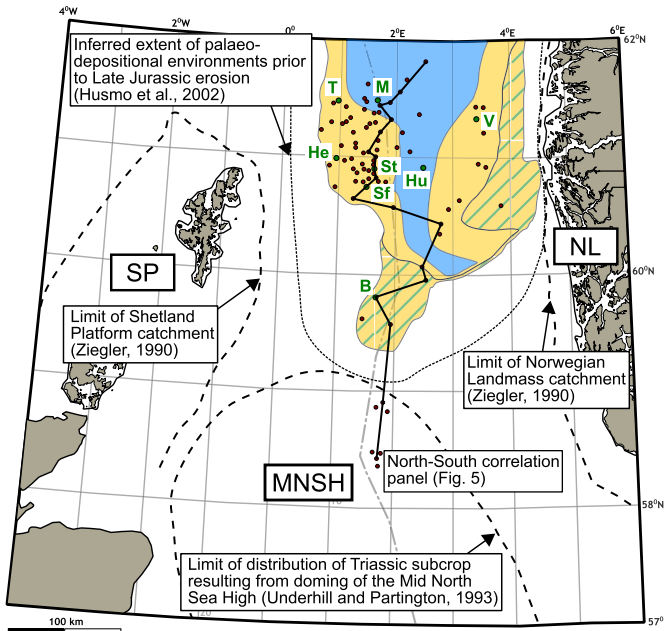 4°W
2°W
0°
2°E
4°E
6°E
62°N
Inferred extent of palaeo-
depositional environments prior
to Late Jurassic erosion
(Husmo et al., 2002)
T
M
V
He
St
Hu
Sf
SP
NL
60°N
B
Limit of Shetland
Platform catchment
(Ziegler, 1990)
Limit of Norwegian
Landmass catchment
(Ziegler, 1990)
North-South correlation
panel (Fig. 5)
MNSH
58°N
Limit of distribution of Triassic subcrop
resulting from doming of the Mid North
Sea High (Underhill and Partington, 1993)
100 km
57°